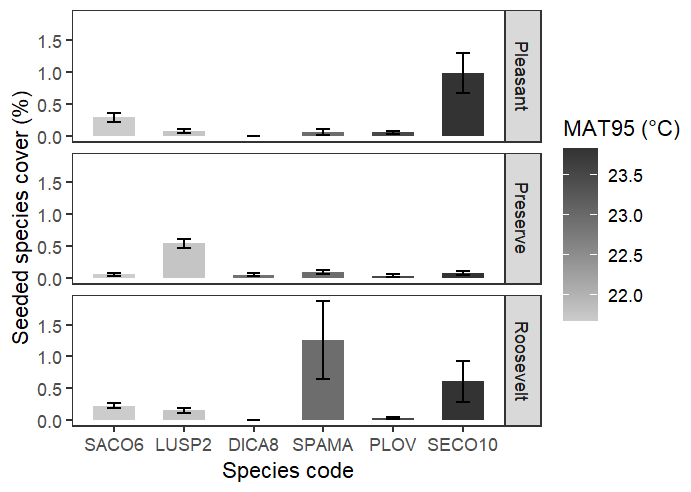 Seeded species cover (%)
1.5
1.0
0.5
0.0
Pleasant
1.5
1.0
0.5
0.0
Preserve
1.5
1.0
0.5
0.0
Roosevelt
SACO6 LUSP2 DICA8 SPAMA PLOV SECO10
Species code
MAT95 (°C)
23.5
23.0
22.5
22.0